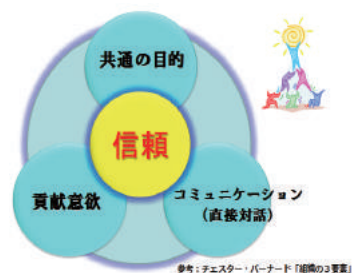 共通の目的
信頼
貢献意欲
コミュニケーション
(直接対話)
参考：チェスター・バーナード「組織の3要素」